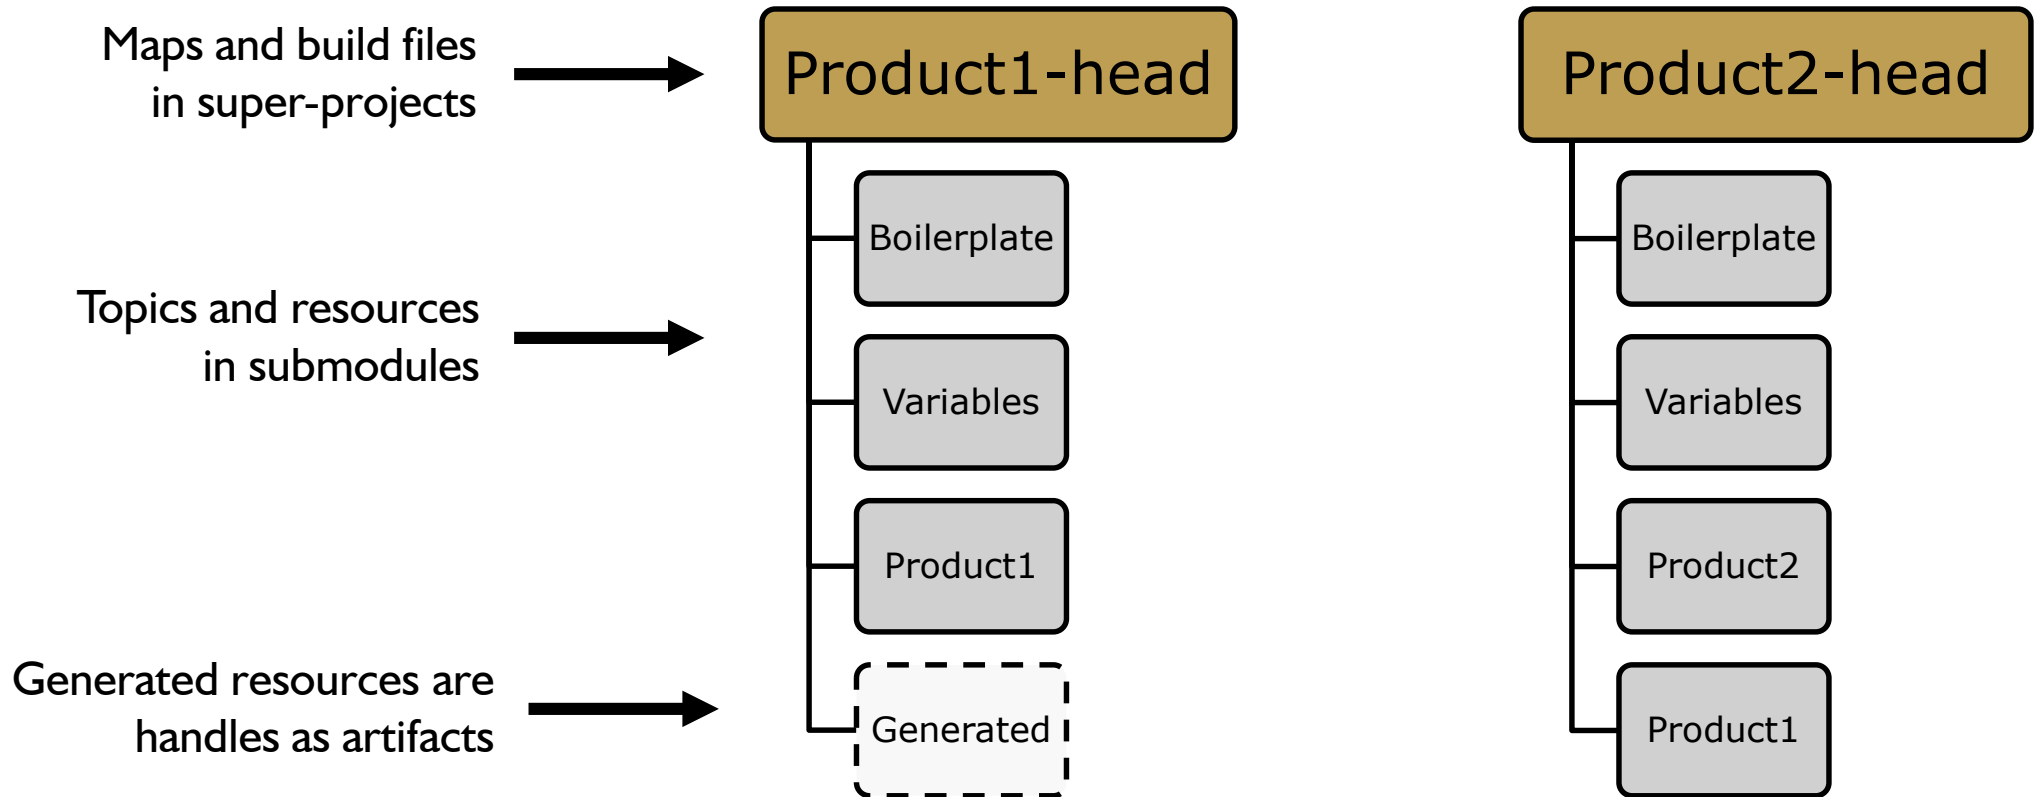 Maps and build files
in super-projects
Product1-head
Product2-head
Boilerplate
Boilerplate
Topics and resources
in submodules
Variables
Variables
Product1
Product2
Generated resources are
handles as artifacts
Generated
Product1